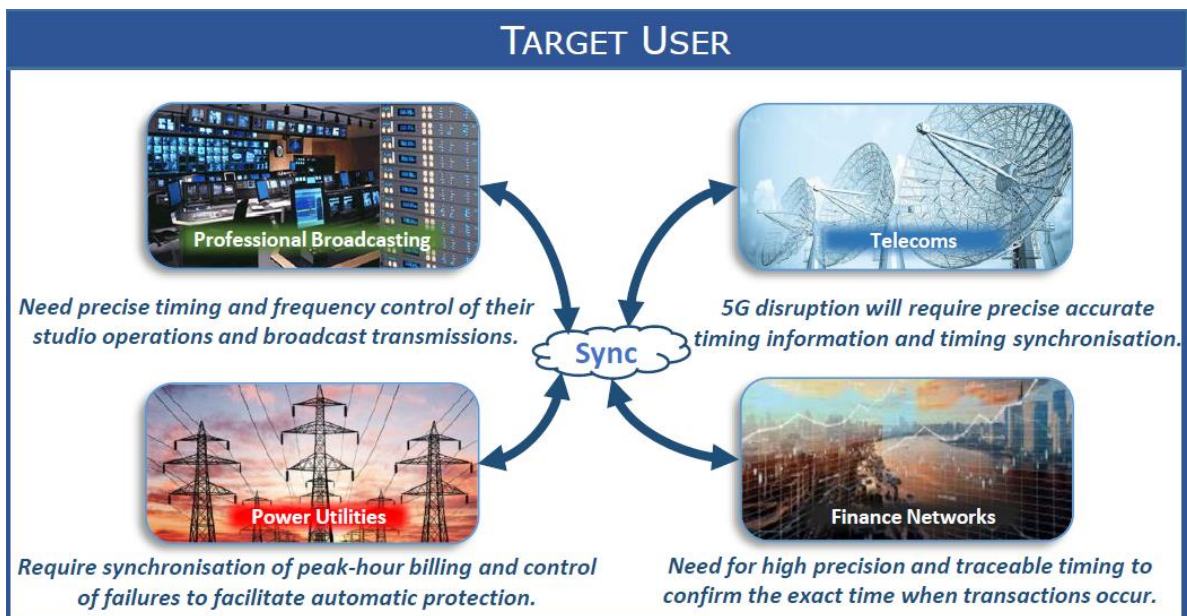 TARGET USER
Professional Broadcasting
Need precise timing and frequency control of their
studio operations and broadcast transmissions.
Telecoms
5G disruption will require precise accurate
timing information and timing synchronisation.
Sync
Power Utilities
Require synchronisation of peak-hour billing and control
of failures to facilitate automatic protection.
Finance Networks
Need for high precision and traceable timing to
confirm the exact time when transactions occur.